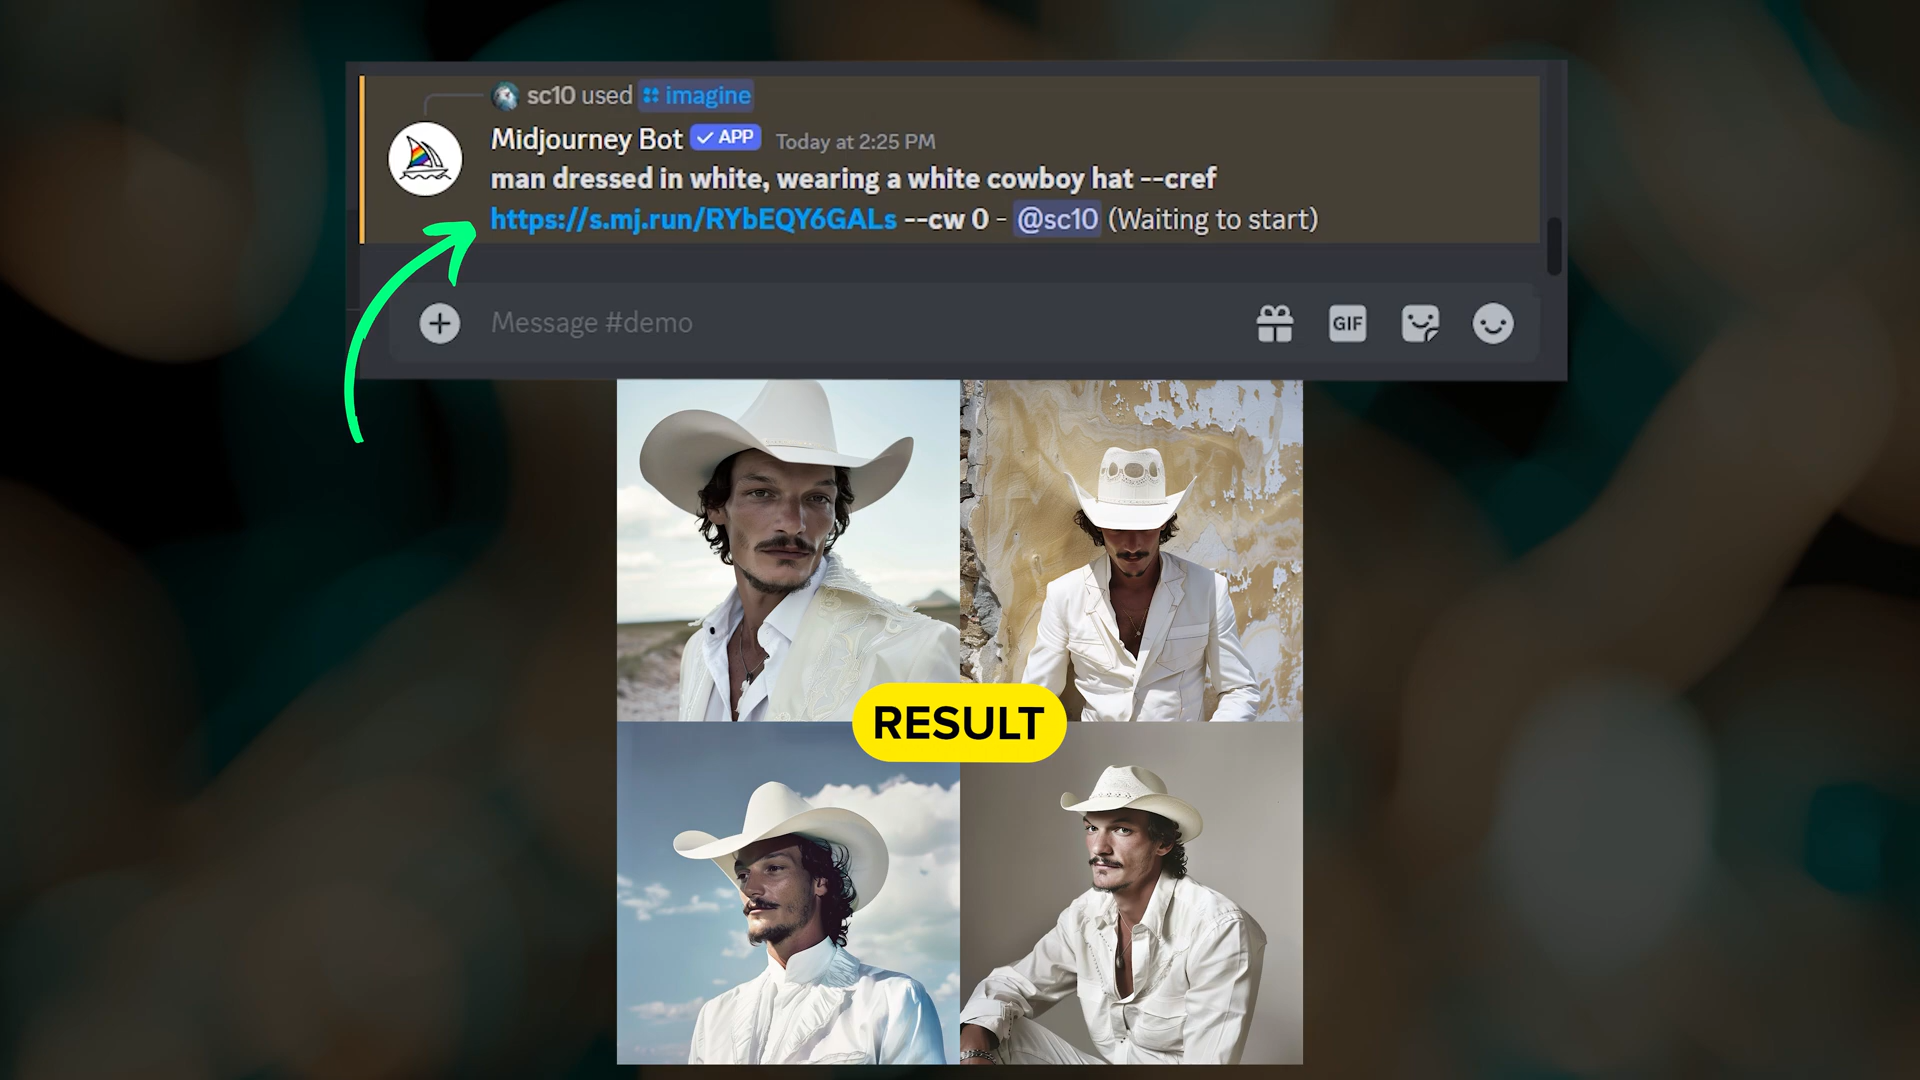 sc10 used imagine
Midjourney Bot APP Today at 2:25 PM
man dressed in white, wearing a white cowboy hat --cref
https://s.mj.run/RYbEQY6GALs --cw 0 - @sc10 (Waiting to start)
Message #demo
GIF
RESULT